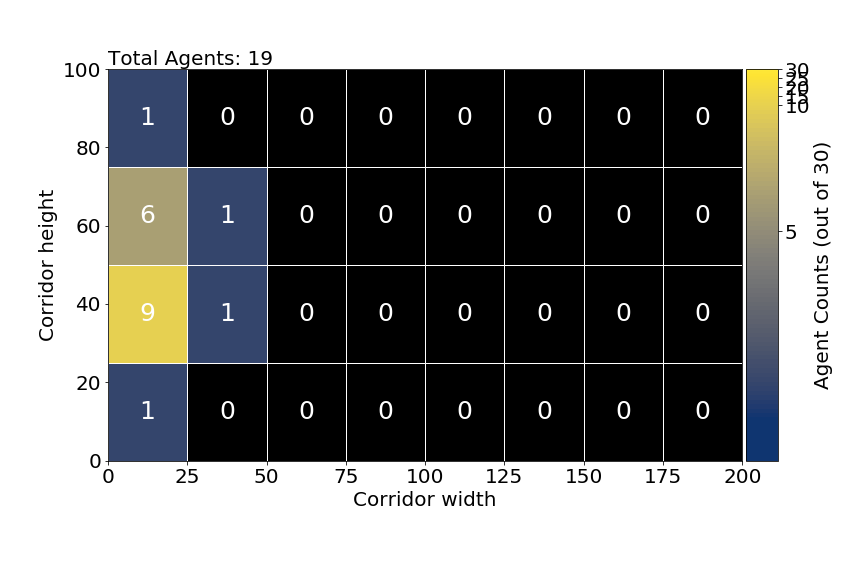 Total Agents: 19
100
80
60
40
20
0
Corridor height
1 0 0 0 0 0 0 0
6 1 0 0 0 0 0 0
9 1 0 0 0 0 0 0
1 0 0 0 0 0 0 0
0 25 50 75 100 125 150 175 200
Corridor width
30
25
20
15
10
5
Agent Counts (out of 30)